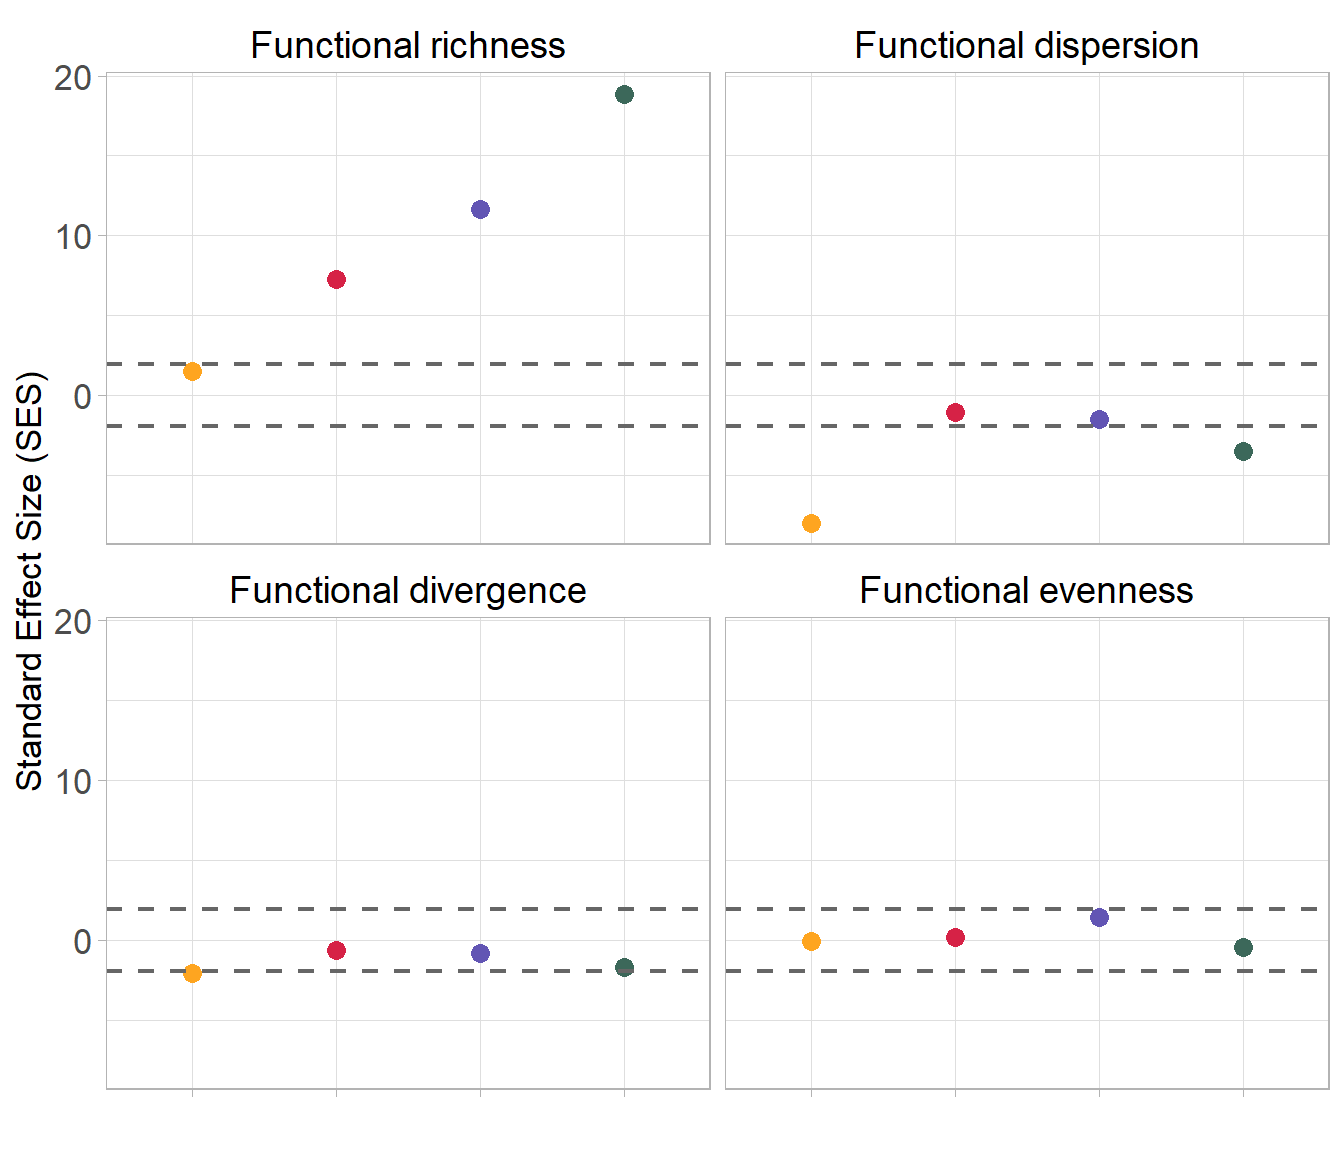 Functional richness
Functional dispersion
20
10
0
Standard Effect Size (SES)
Functional divergence
Functional evenness
20
10
0